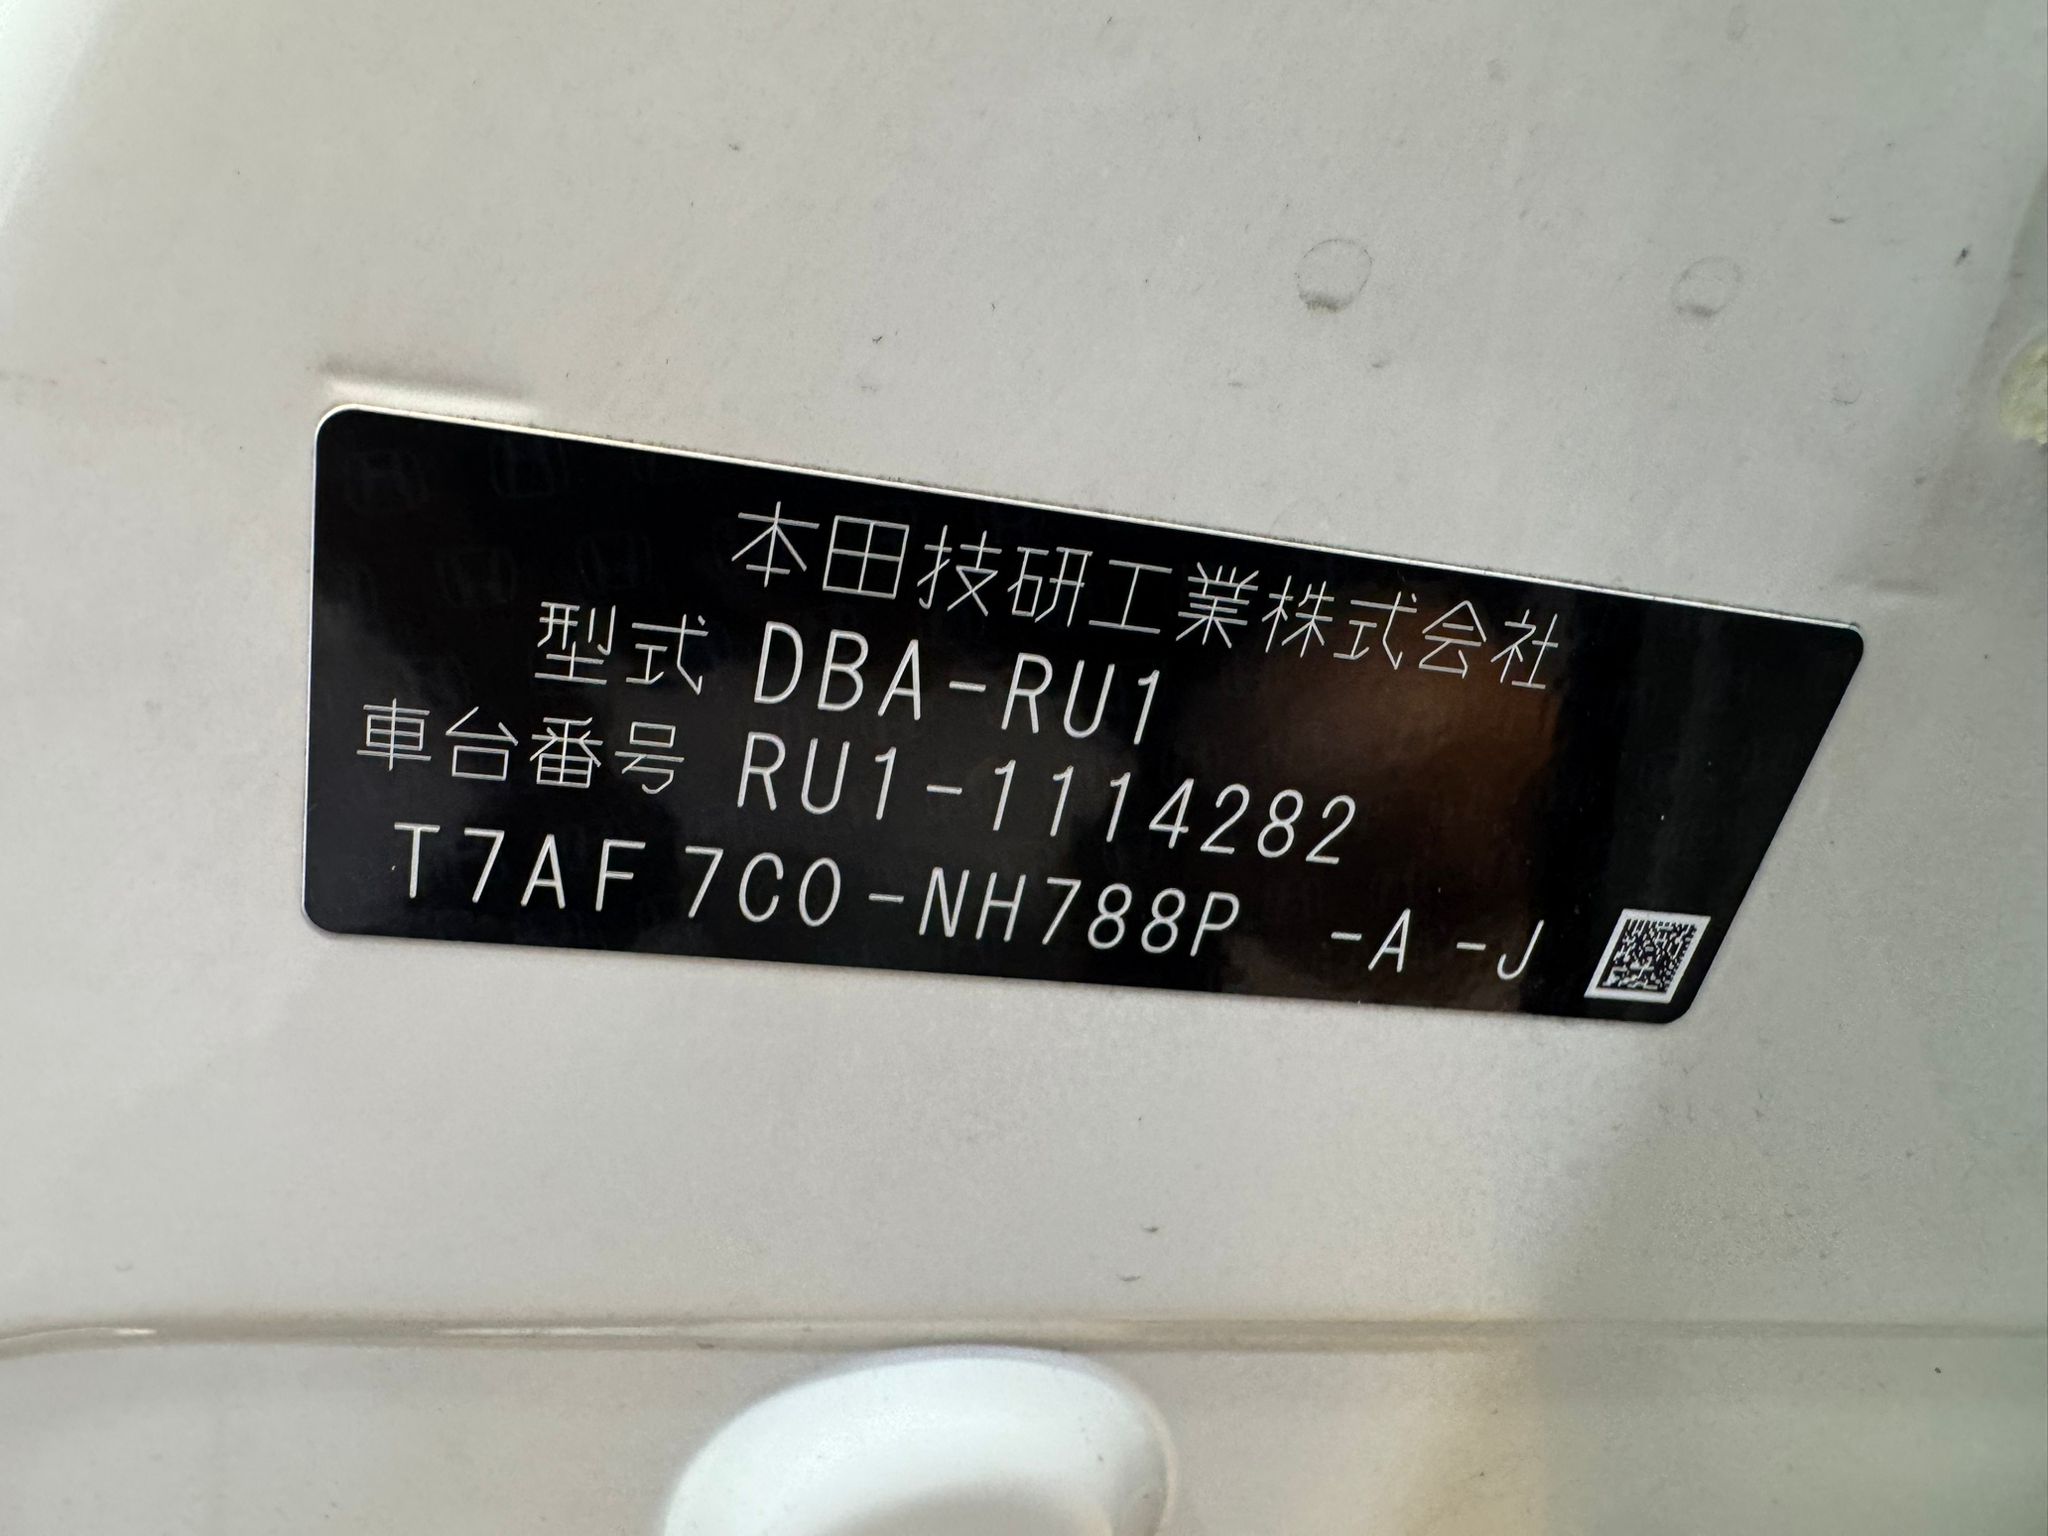 本田技研工業株式会社
型式 DBA-RU1
車台番号 RU1-1114282
T7AF 7C0-NH788P -A -J